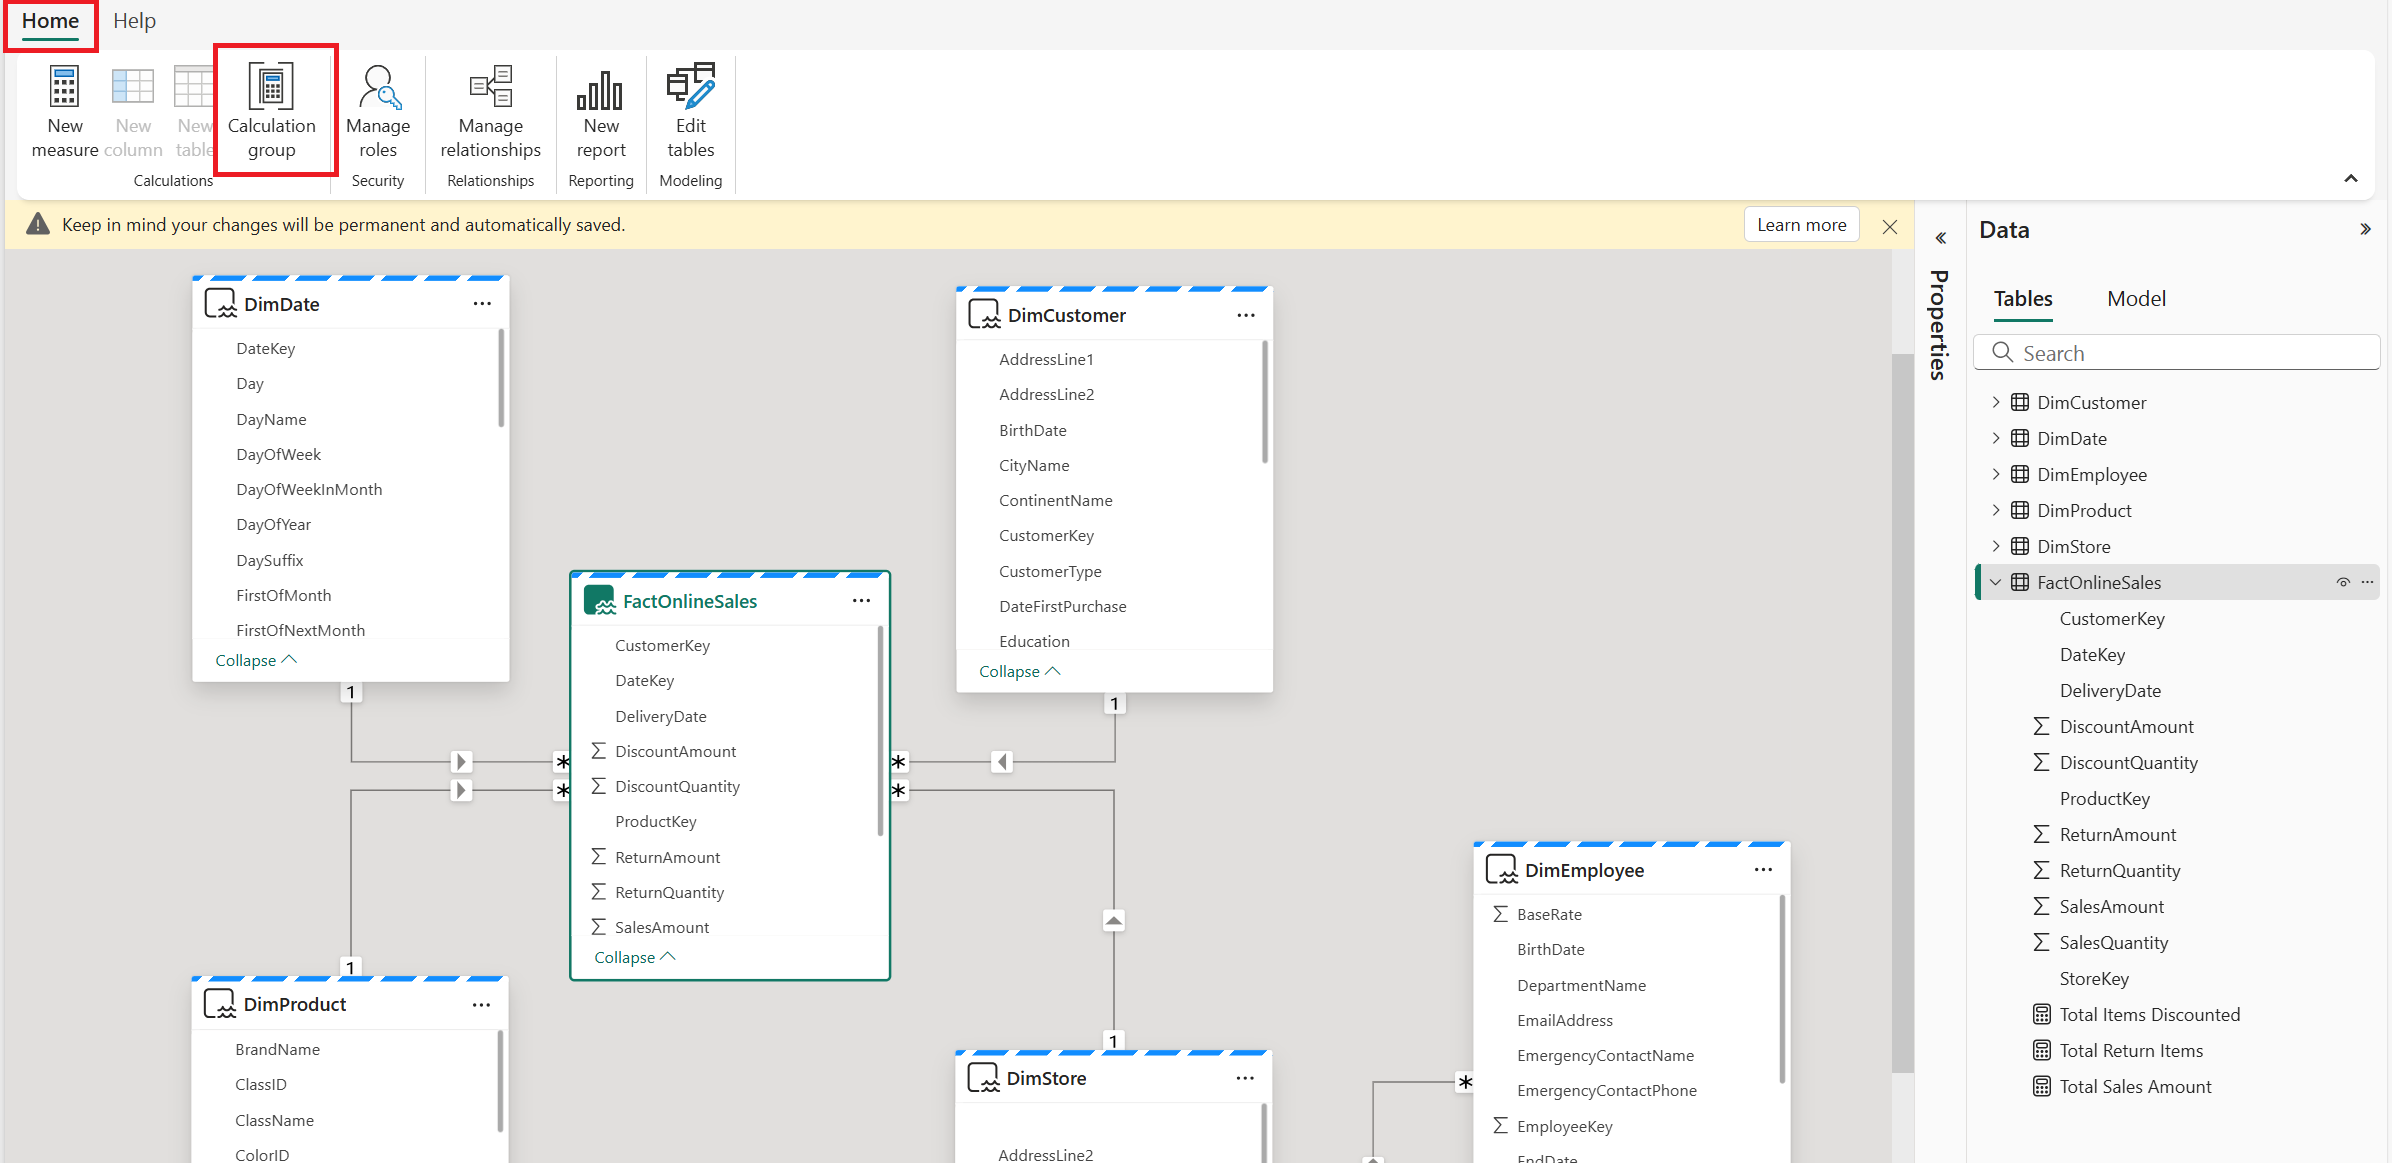 Home
Help
New measure
New column
New table
Calculation group
Manage roles
Manage relationships
New report
Edit tables
Calculations
Security
Relationships
Reporting
Modeling
Keep in mind your changes will be permanent and automatically saved.
Learn more
DimDate
DateKey
Day
DayName
DayOfWeek
DayOfWeekInMonth
DayOfYear
DaySuffix
FirstOfMonth
FirstOfNextMonth
Collapse
1
DimCustomer
AddressLine1
AddressLine2
BirthDate
CityName
ContinentName
CustomerKey
CustomerType
DateFirstPurchase
Education
Collapse
1
FactOnlineSales
CustomerKey
DateKey
DeliveryDate
DiscountAmount
DiscountQuantity
ProductKey
ReturnAmount
ReturnQuantity
SalesAmount
Collapse
*
*
*
*
1
DimProduct
BrandName
ClassID
ClassName
ColorID
1
DimStore
AddressLine2
*
DimEmployee
BaseRate
BirthDate
DepartmentName
EmailAddress
EmergencyContactName
EmergencyContactPhone
EmployeeKey
EndDate
Properties
Data
Tables
Model
Search
DimCustomer
DimDate
DimEmployee
DimProduct
DimStore
FactOnlineSales
CustomerKey
DateKey
DeliveryDate
DiscountAmount
DiscountQuantity
ProductKey
ReturnAmount
ReturnQuantity
SalesAmount
SalesQuantity
StoreKey
Total Items Discounted
Total Return Items
Total Sales Amount